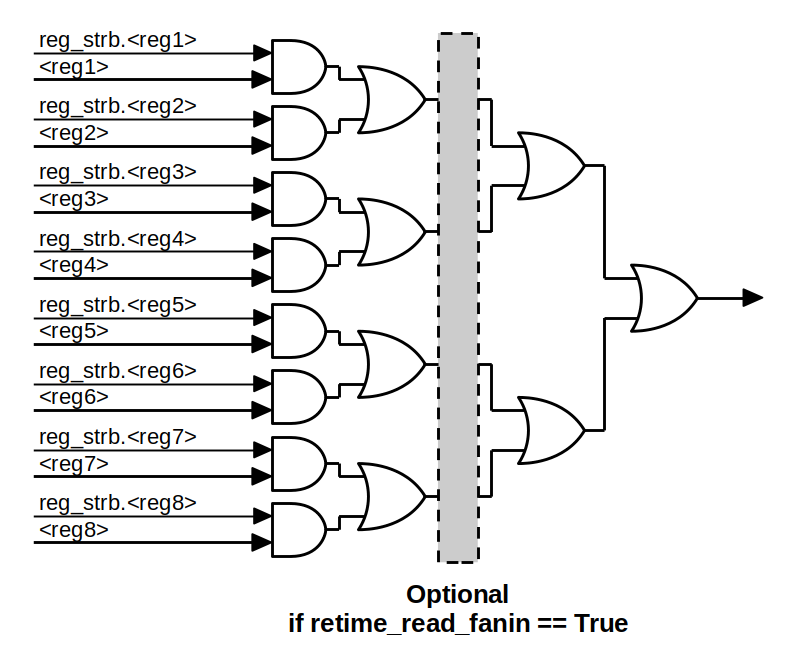 reg_strb.<reg1>
<reg1>
reg_strb.<reg2>
<reg2>
reg_strb.<reg3>
<reg3>
reg_strb.<reg4>
<reg4>
reg_strb.<reg5>
<reg5>
reg_strb.<reg6>
<reg6>
reg_strb.<reg7>
<reg7>
reg_strb.<reg8>
<reg8>
Optional
if retime_read_fanin == True